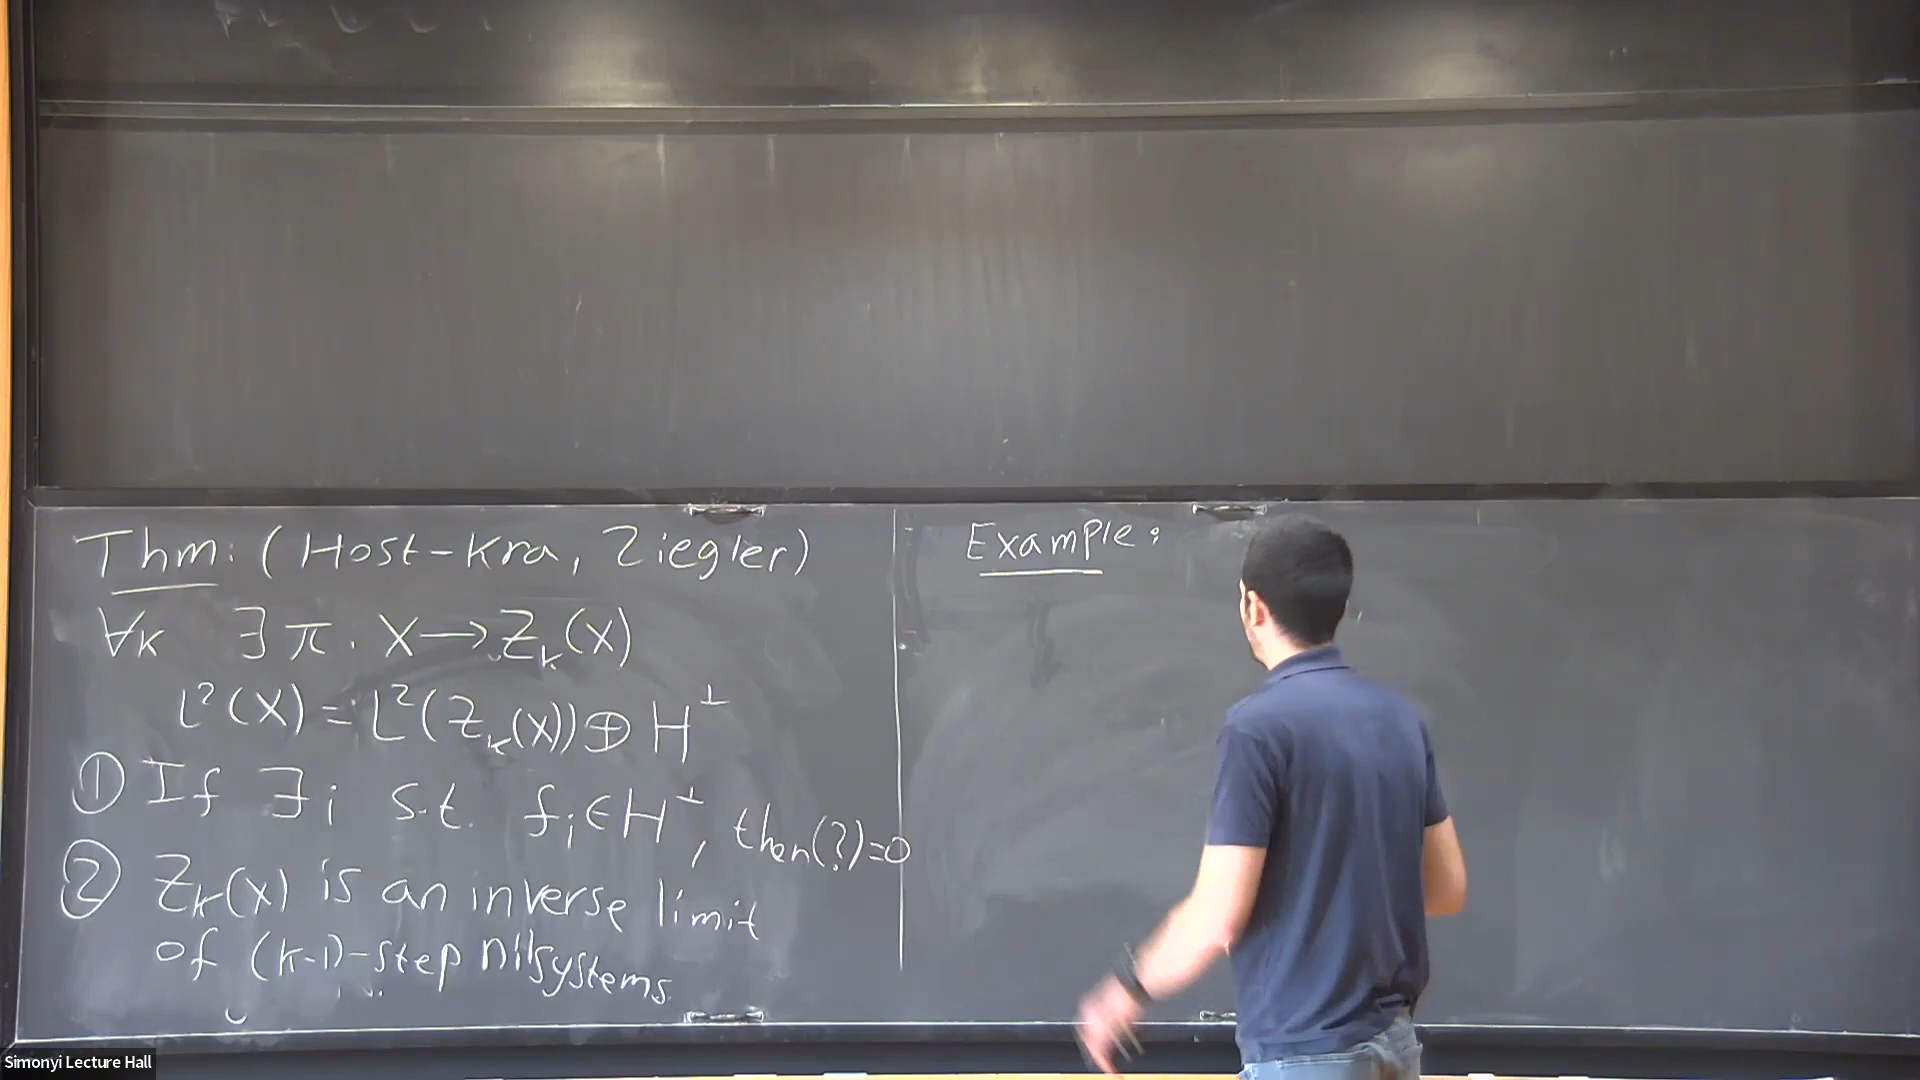 Thm: (Host-Kra, Ziegler)
∀k ∃ π: X → Z_k(X)
L²(X) = L²(Z_k(X)) ⊕ H^⊥
① If ∃ i s.t. f_i ∈ H^⊥, then (?) = 0
② Z_k(X) is an inverse limit
of (k-1)-step nilsystems.
Example:
Simonyi Lecture Hall